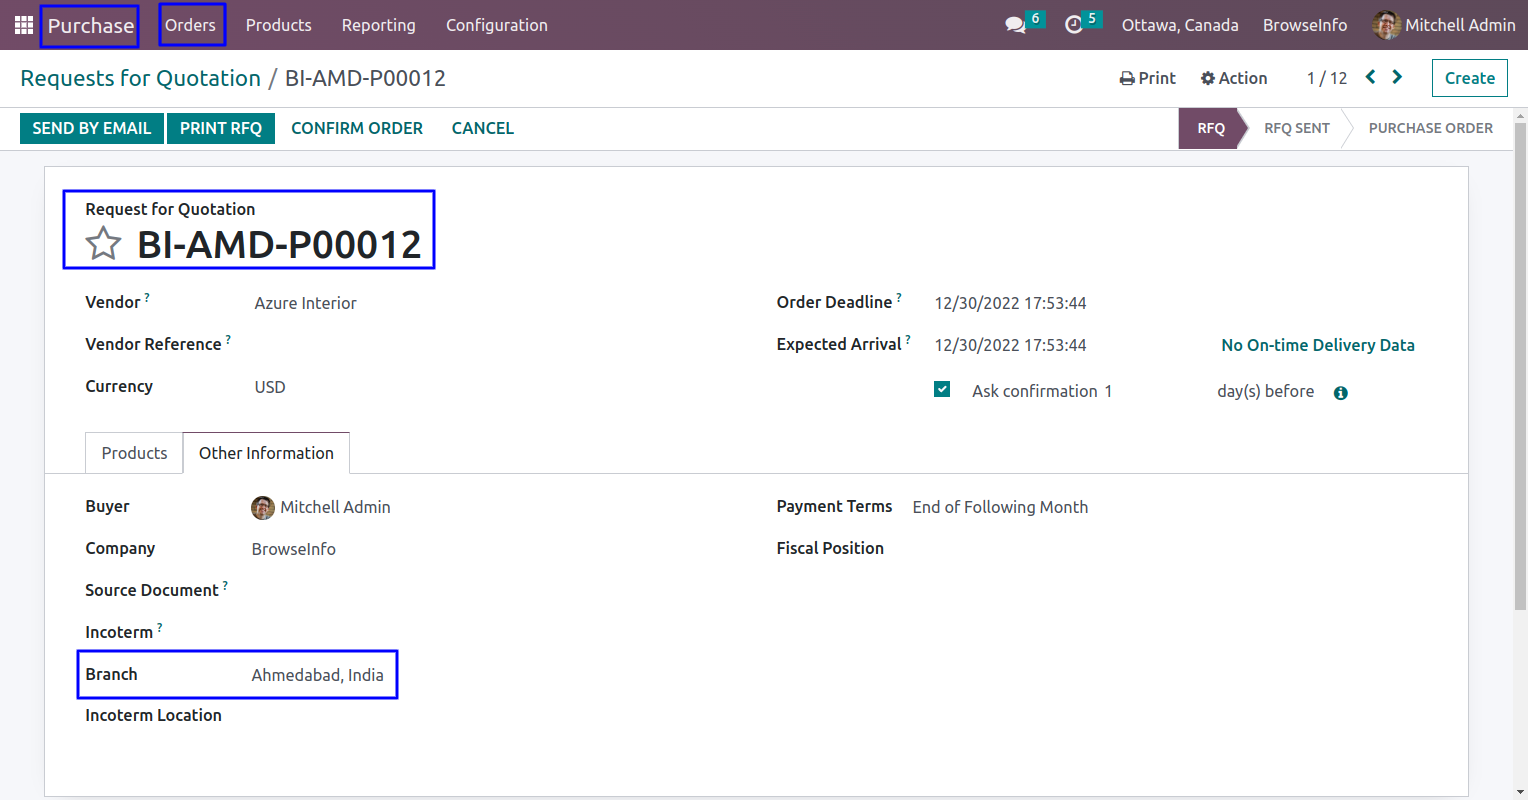 Purchase Orders Products Reporting Configuration 6 5 Ottawa, Canada BrowseInfo Mitchell Admin
Requests for Quotation / BI-AMD-P00012 Print Action 1 / 12 Create
SEND BY EMAIL PRINT RFQ CONFIRM ORDER CANCEL RFQ RFQ SENT PURCHASE ORDER
Request for Quotation
BI-AMD-P00012
Vendor ? Azure Interior Order Deadline ? 12/30/2022 17:53:44
Vendor Reference ? Expected Arrival ? 12/30/2022 17:53:44 No On-time Delivery Data
Currency USD Ask confirmation 1 day(s) before
Products Other Information
Buyer Mitchell Admin Payment Terms End of Following Month
Company BrowseInfo Fiscal Position
Source Document ?
Incoterm ?
Branch Ahmedabad, India
Incoterm Location